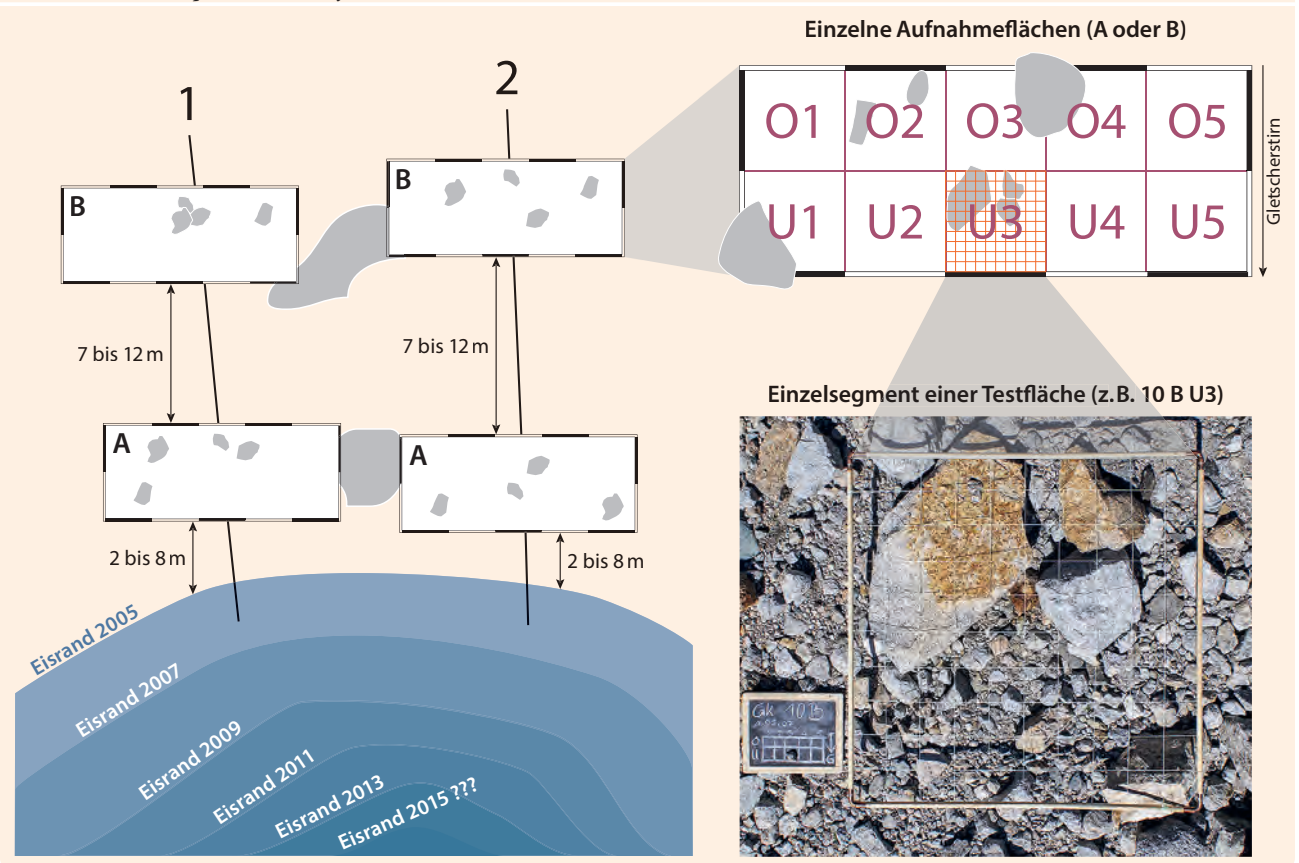 Einzelne Aufnahmeflächen (A oder B)
1
2
B
B
O1
O2
O3
O4
O5
U1
U2
U3
U4
U5
Gletscherstirn
7 bis 12 m
7 bis 12 m
Einzelsegment einer Testfläche (z. B. 10 B U3)
A
A
2 bis 8 m
2 bis 8 m
Eisrand 2005
Eisrand 2007
Eisrand 2009
Eisrand 2011
Eisrand 2013
Eisrand 2015 ???
GK 10 B